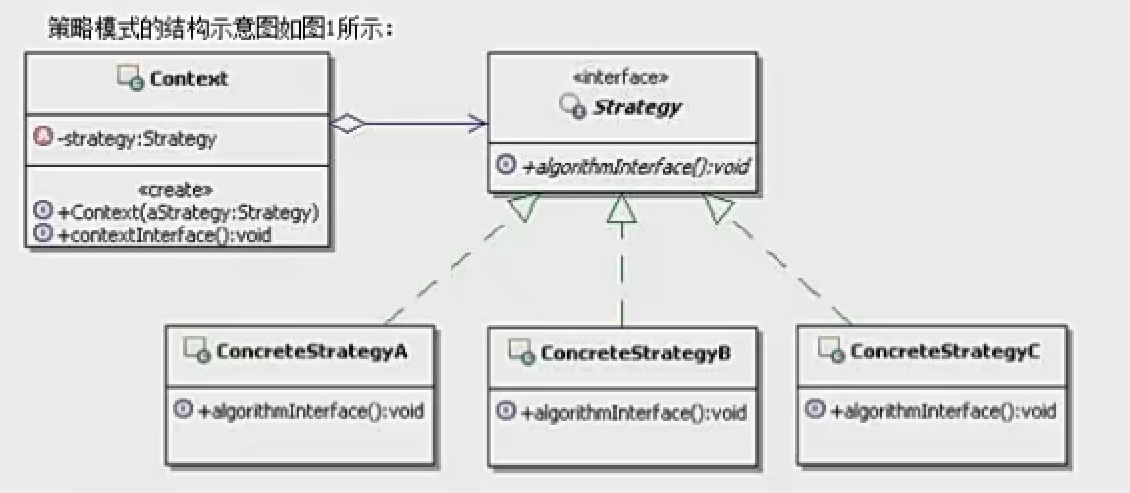 策略模式的结构示意图如图1所示：
Context
-strategy:Strategy
«create»
+Context(aStrategy:Strategy)
+contextInterface():void
«interface»
Strategy
+algorithmInterface():void
ConcreteStrategyA
+algorithmInterface():void
ConcreteStrategyB
+algorithmInterface():void
ConcreteStrategyC
+algorithmInterface():void